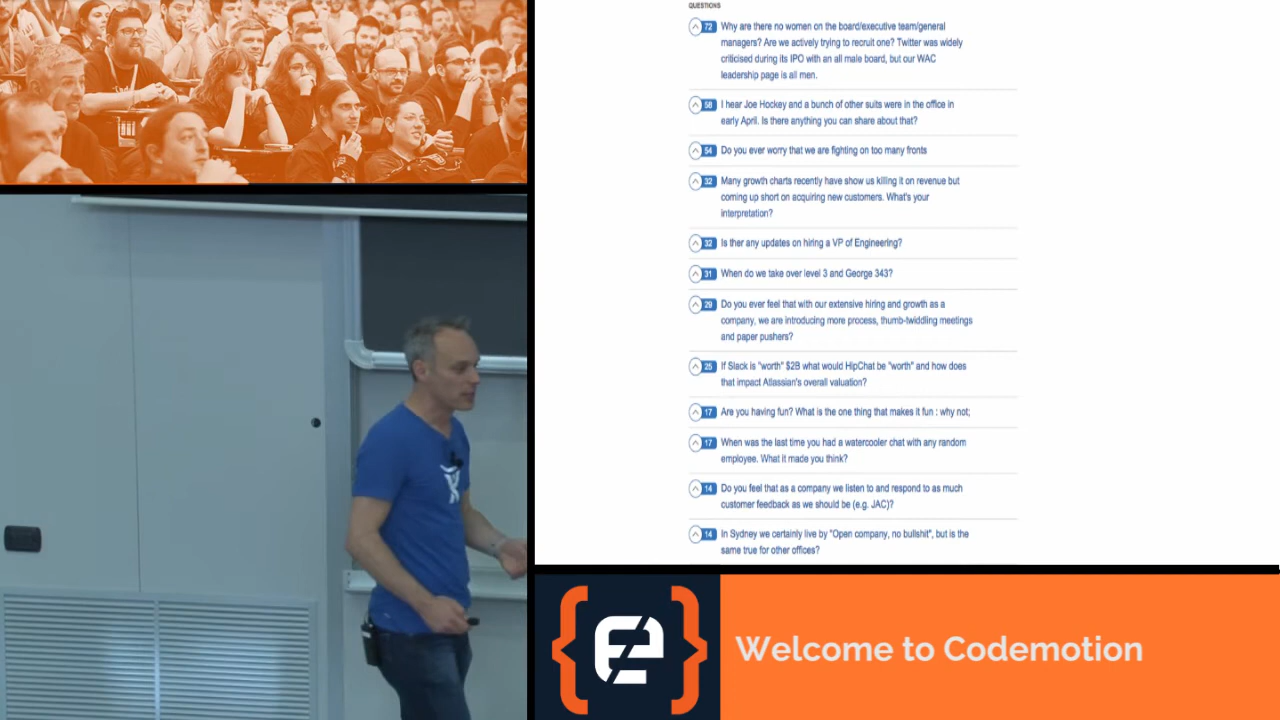 QUESTIONS
72 Why are there no women on the board/executive team/general
managers? Are we actively trying to recruit one? Twitter was widely
criticised during its IPO with an all male board, but our WAC
leadership page is all men.
58 I hear Joe Hockey and a bunch of other suits were in the office in
early April. Is there anything you can share about that?
54 Do you ever worry that we are fighting on too many fronts
32 Many growth charts recently have show us killing it on revenue but
coming up short on acquiring new customers. What's your
interpretation?
32 Is ther any updates on hiring a VP of Engineering?
31 When do we take over level 3 and George 343?
29 Do you ever feel that with our extensive hiring and growth as a
company, we are introducing more process, thumb-twiddling meetings
and paper pushers?
25 If Slack is "worth" $2B what would HipChat be "worth" and how does
that impact Atlassian's overall valuation?
17 Are you having fun? What is the one thing that makes it fun : why not;
17 When was the last time you had a watercooler chat with any random
employee. What it made you think?
14 Do you feel that as a company we listen to and respond to as much
customer feedback as we should be (e.g. JAC)?
14 In Sydney we certainly live by "Open company, no bullshit", but is the
same true for other offices?
Welcome to Codemotion